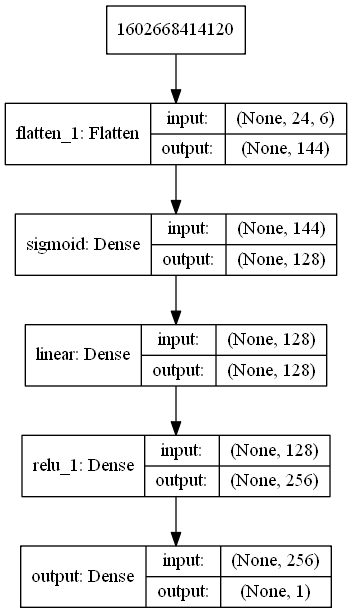 1602668414120
flatten_1: Flatten
input:
(None, 24, 6)
output:
(None, 144)
sigmoid: Dense
input:
(None, 144)
output:
(None, 128)
linear: Dense
input:
(None, 128)
output:
(None, 128)
relu_1: Dense
input:
(None, 128)
output:
(None, 256)
output: Dense
input:
(None, 256)
output:
(None, 1)